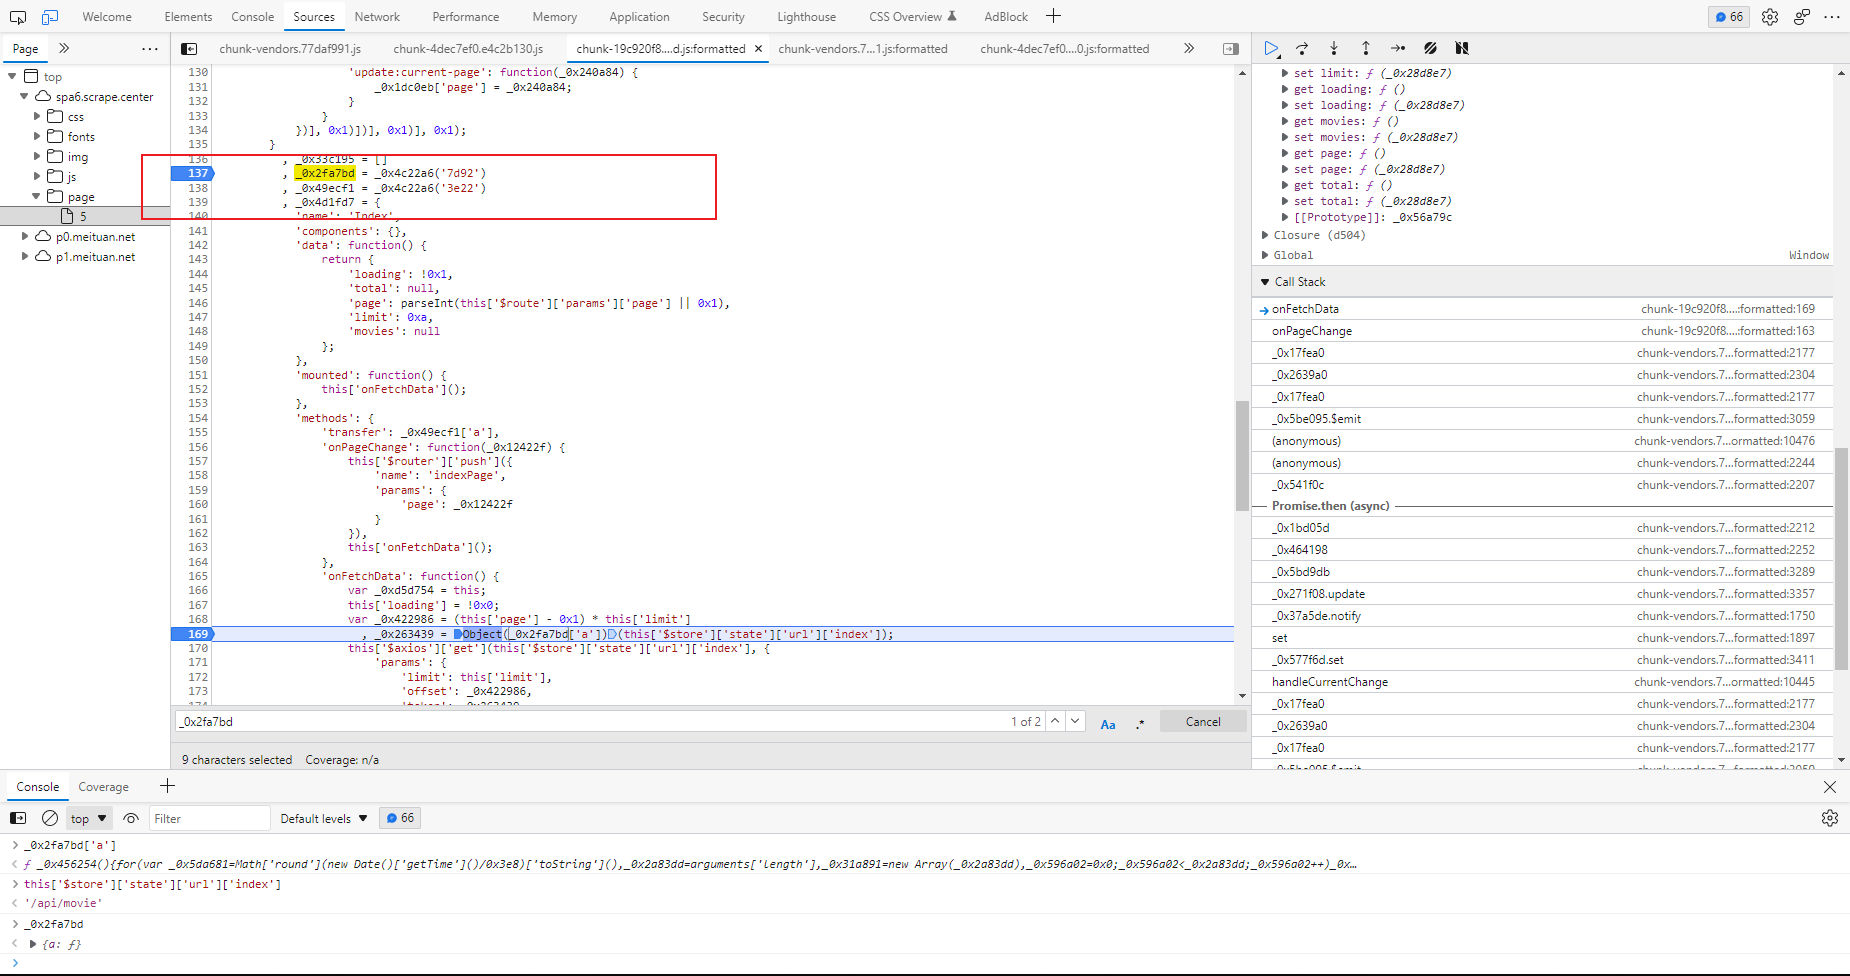 Welcome Elements Console Sources Network Performance Memory Application Security Lighthouse CSS Overview AdBlock 66
Page chunk-vendors.77daf991.js chunk-4dec7ef0.e4c2b130.js chunk-19c920f8....d.js:formatted chunk-vendors.7...1.js:formatted chunk-4dec7ef0....0.js:formatted
top
spa6.scrape.center
css
fonts
img
js
page
5
p0.meituan.net
p1.meituan.net
130 'update:current-page': function(_0x240a84) {
131 _0x1dc0eb['page'] = _0x240a84;
132 }
133 }
134 })], 0x1)])], 0x1)], 0x1);
135 }
136 , _0x33c195 = []
137 , _0x2fa7bd = _0x4c22a6('7d92')
138 , _0x49ecf1 = _0x4c22a6('3e22')
139 , _0x4d1fd7 = {
140 'name': 'Index',
141 'components': {},
142 'data': function() {
143 return {
144 'loading': !0x1,
145 'total': null,
146 'page': parseInt(this['$route']['params']['page'] || 0x1),
147 'limit': 0xa,
148 'movies': null
149 };
150 },
151 'mounted': function() {
152 this['onFetchData']();
153 },
154 'methods': {
155 'transfer': _0x49ecf1['a'],
156 'onPageChange': function(_0x12422f) {
157 this['$router']['push']({
158 'name': 'indexPage',
159 'params': {
160 'page': _0x12422f
161 }
162 }),
163 this['onFetchData']();
164 },
165 'onFetchData': function() {
166 var _0xd5d754 = this;
167 this['loading'] = !0x0;
168 var _0x422986 = (this['page'] - 0x1) * this['limit']
169 , _0x263439 = Object(_0x2fa7bd['a'])(this['$store']['state']['url']['index']);
170 this['$axios']['get'](this['$store']['state']['url']['index'], {
171 'params': {
172 'limit': this['limit'],
173 'offset': _0x422986,
174 'token': _0x263439
_0x2fa7bd 1 of 2 Aa .* Cancel
9 characters selected Coverage: n/a
set limit: ƒ (_0x28d8e7)
get loading: ƒ ()
set loading: ƒ (_0x28d8e7)
get movies: ƒ ()
set movies: ƒ (_0x28d8e7)
get page: ƒ ()
set page: ƒ (_0x28d8e7)
get total: ƒ ()
set total: ƒ (_0x28d8e7)
[[Prototype]]: _0x56a79c
Closure (d504)
Global Window
Call Stack
onFetchData chunk-19c920f8....:formatted:169
onPageChange chunk-19c920f8....:formatted:163
_0x17fea0 chunk-vendors.7...formatted:2177
_0x2639a0 chunk-vendors.7...formatted:2304
_0x17fea0 chunk-vendors.7...formatted:2177
_0x5be095.$emit chunk-vendors.7...formatted:3059
(anonymous) chunk-vendors.7...ormatted:10476
(anonymous) chunk-vendors.7...formatted:2244
_0x541f0c chunk-vendors.7...formatted:2207
Promise.then (async)
_0x1bd05d chunk-vendors.7...formatted:2212
_0x464198 chunk-vendors.7...formatted:2252
_0x5bd9db chunk-vendors.7...formatted:3289
_0x271f08.update chunk-vendors.7...formatted:3357
_0x37a5de.notify chunk-vendors.7...formatted:1750
set chunk-vendors.7...formatted:1897
_0x577f6d.set chunk-vendors.7...formatted:3411
handleCurrentChange chunk-vendors.7...ormatted:10445
_0x17fea0 chunk-vendors.7...formatted:2177
_0x2639a0 chunk-vendors.7...formatted:2304
_0x17fea0 chunk-vendors.7...formatted:2177
_0x5be095.$emit chunk-vendors.7...formatted:3059
Console Coverage
top Filter Default levels 66
_0x2fa7bd['a']
ƒ _0x456254(){for(var _0x5da681=Math['round'](new Date()['getTime']()/0x3e8)['toString'](),_0x2a83dd=arguments['length'],_0x31a891=new Array(_0x2a83dd),_0x596a02=0x0;_0x596a02<_0x2a83dd;_0x596a02++)_0x…
this['$store']['state']['url']['index']
'/api/movie'
_0x2fa7bd
{a: ƒ}